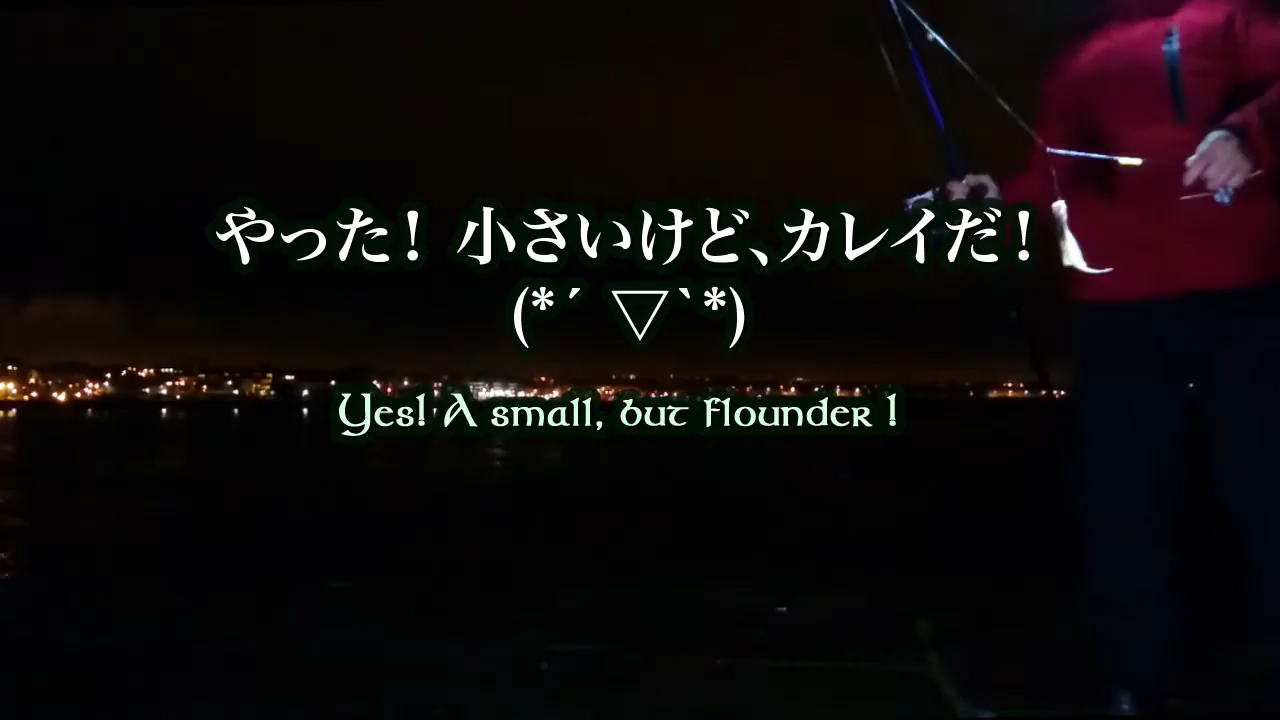 やった！ 小さいけど、カレイだ！
(*´ ▽｀*)
Yes! A small, but flounder !